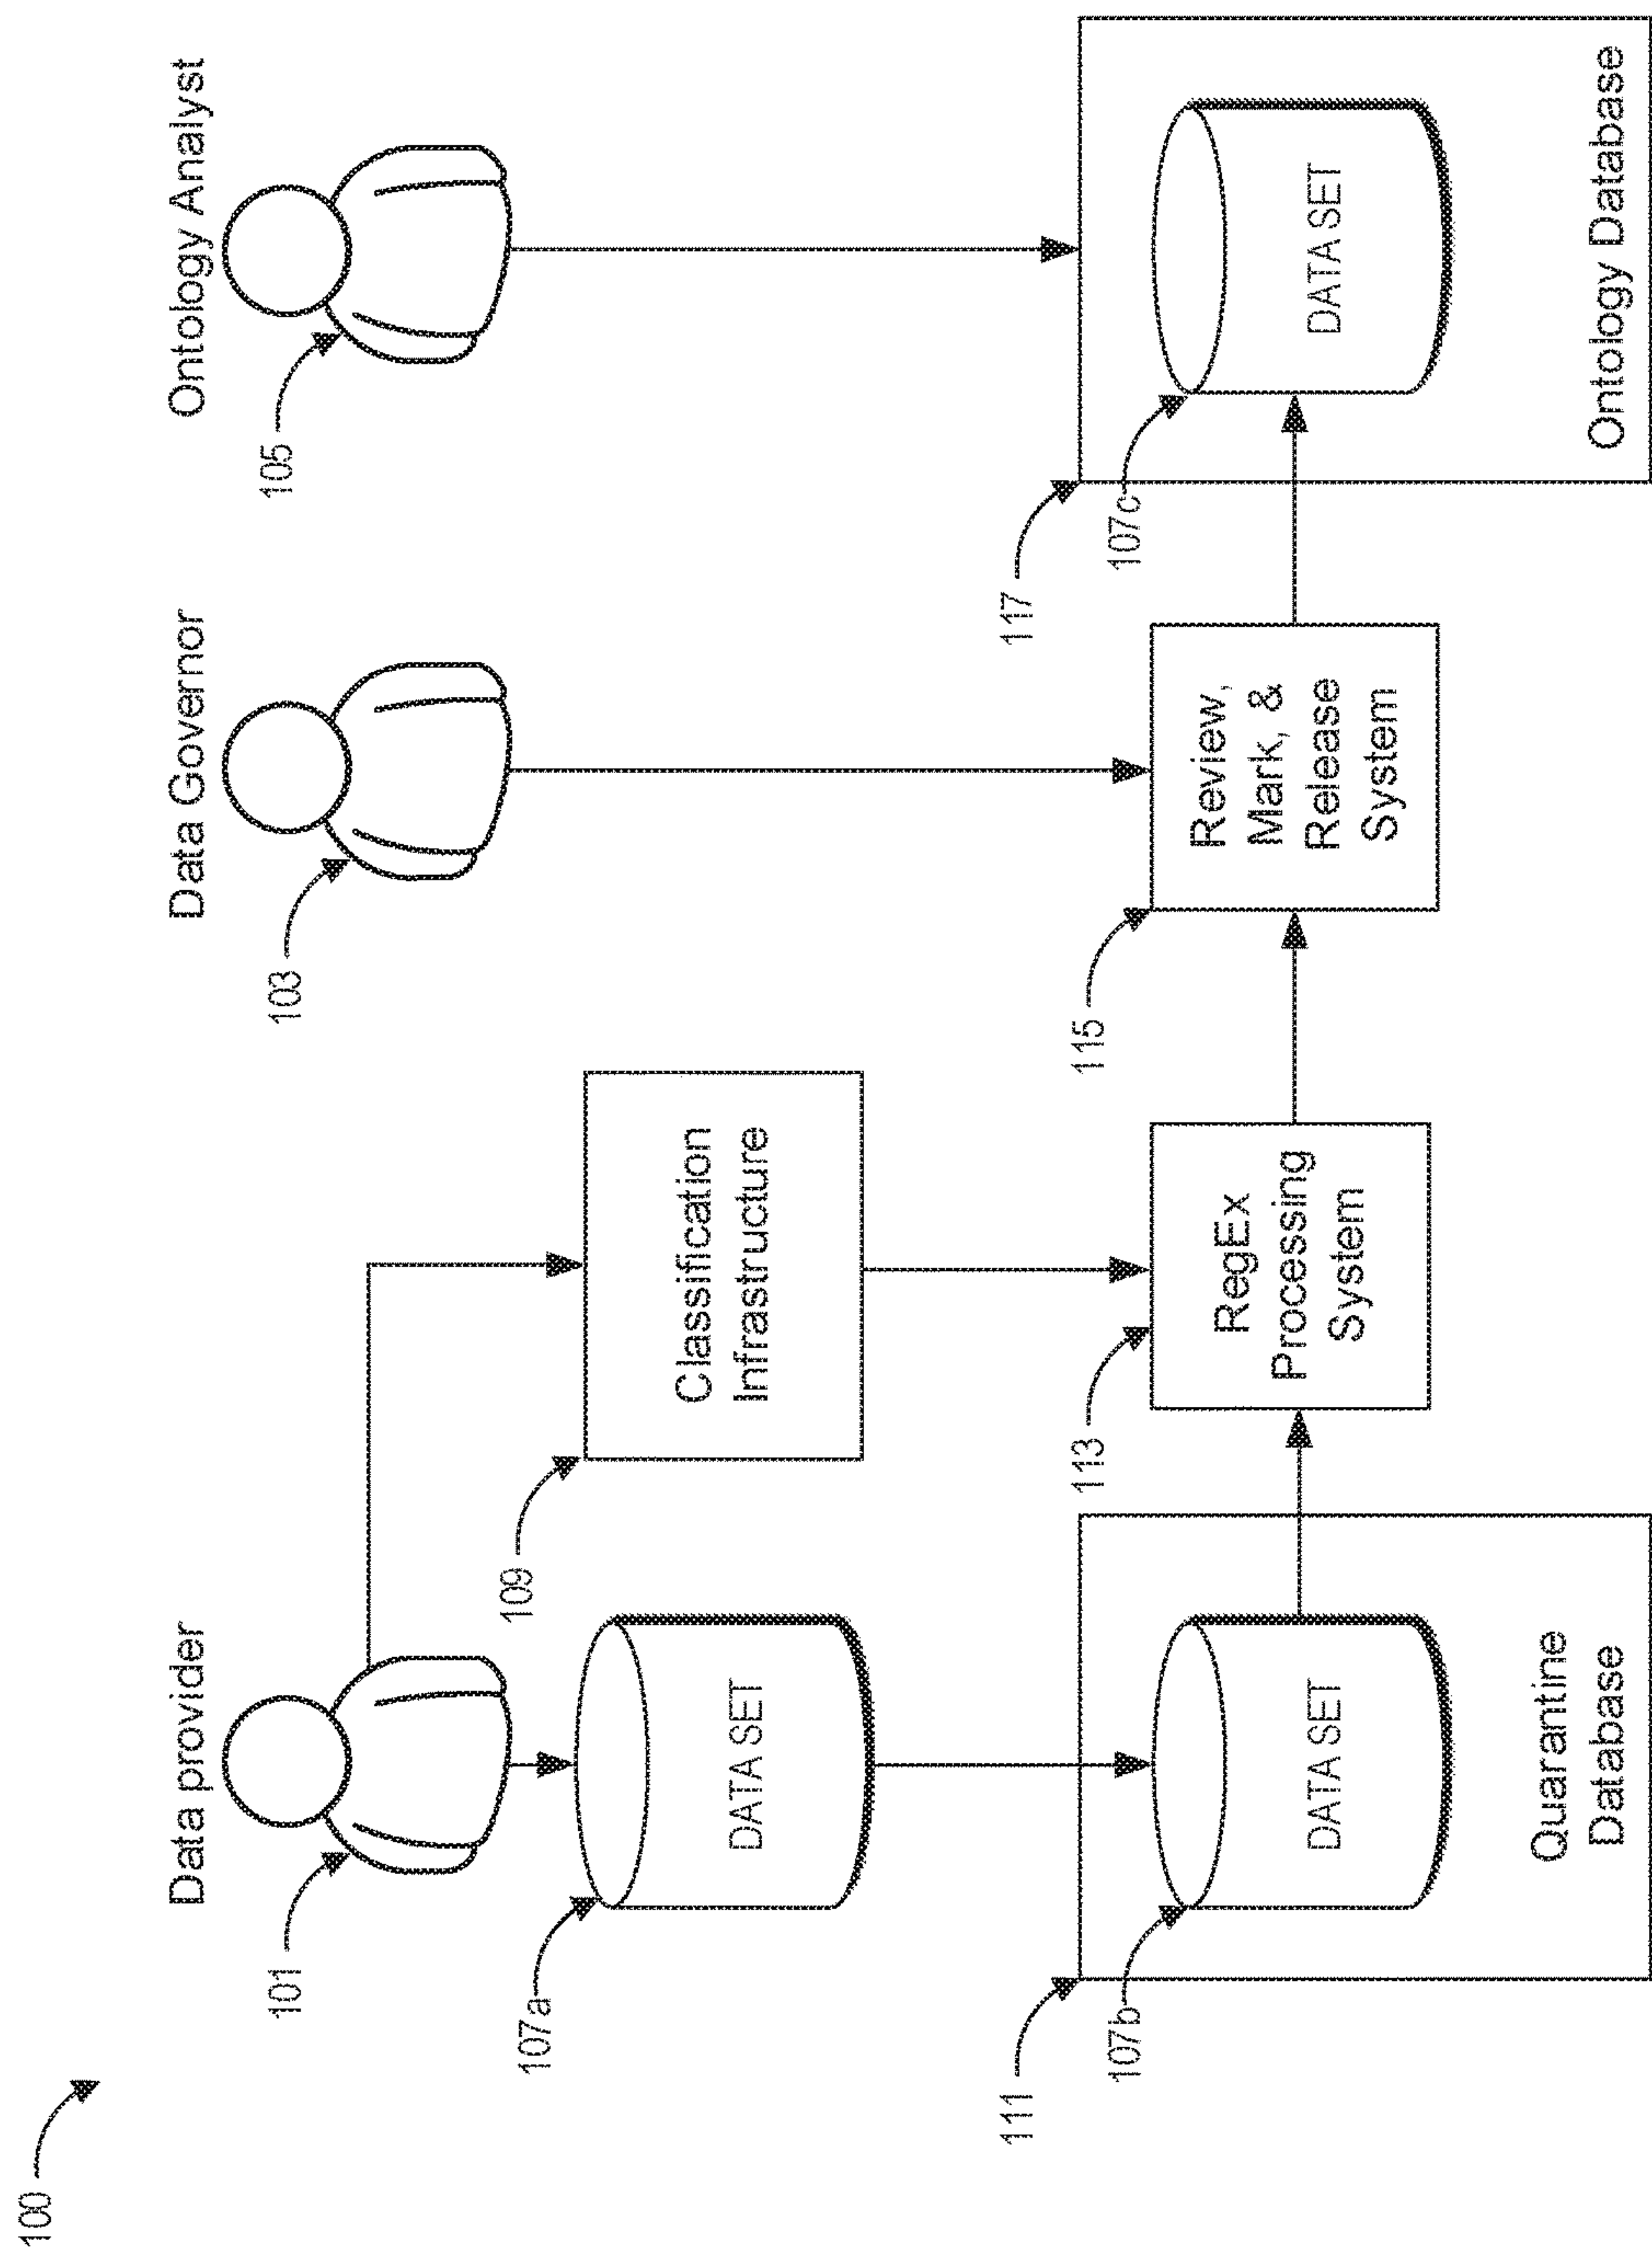 100
Data provider
Data Governor
Ontology Analyst
101
103
105
107a
DATA SET
109
Classification
Infrastructure
111
107b
DATA SET
Quarantine
Database
113
RegEx
Processing
System
115
Review,
Mark, &
Release
System
117
107c
DATA SET
Ontology Database